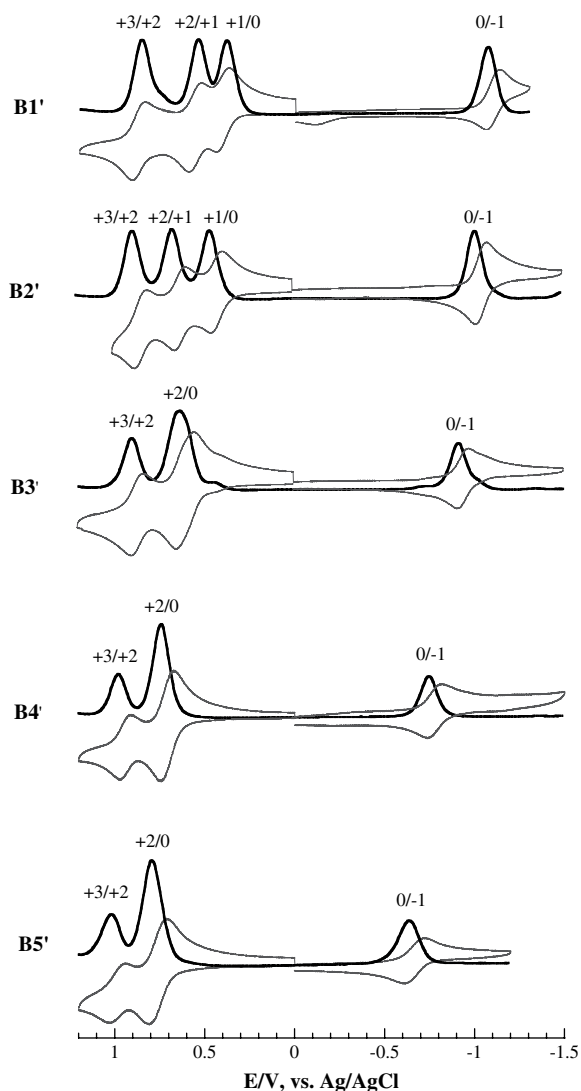 +3/+2 +2/+1 +1/0 0/-1
B1'
+3/+2 +2/+1 +1/0 0/-1
B2'
+2/0
+3/+2 0/-1
B3'
+2/0
+3/+2 0/-1
B4'
+2/0
+3/+2 0/-1
B5'
1 0.5 0 -0.5 -1 -1.5
E/V, vs. Ag/AgCl